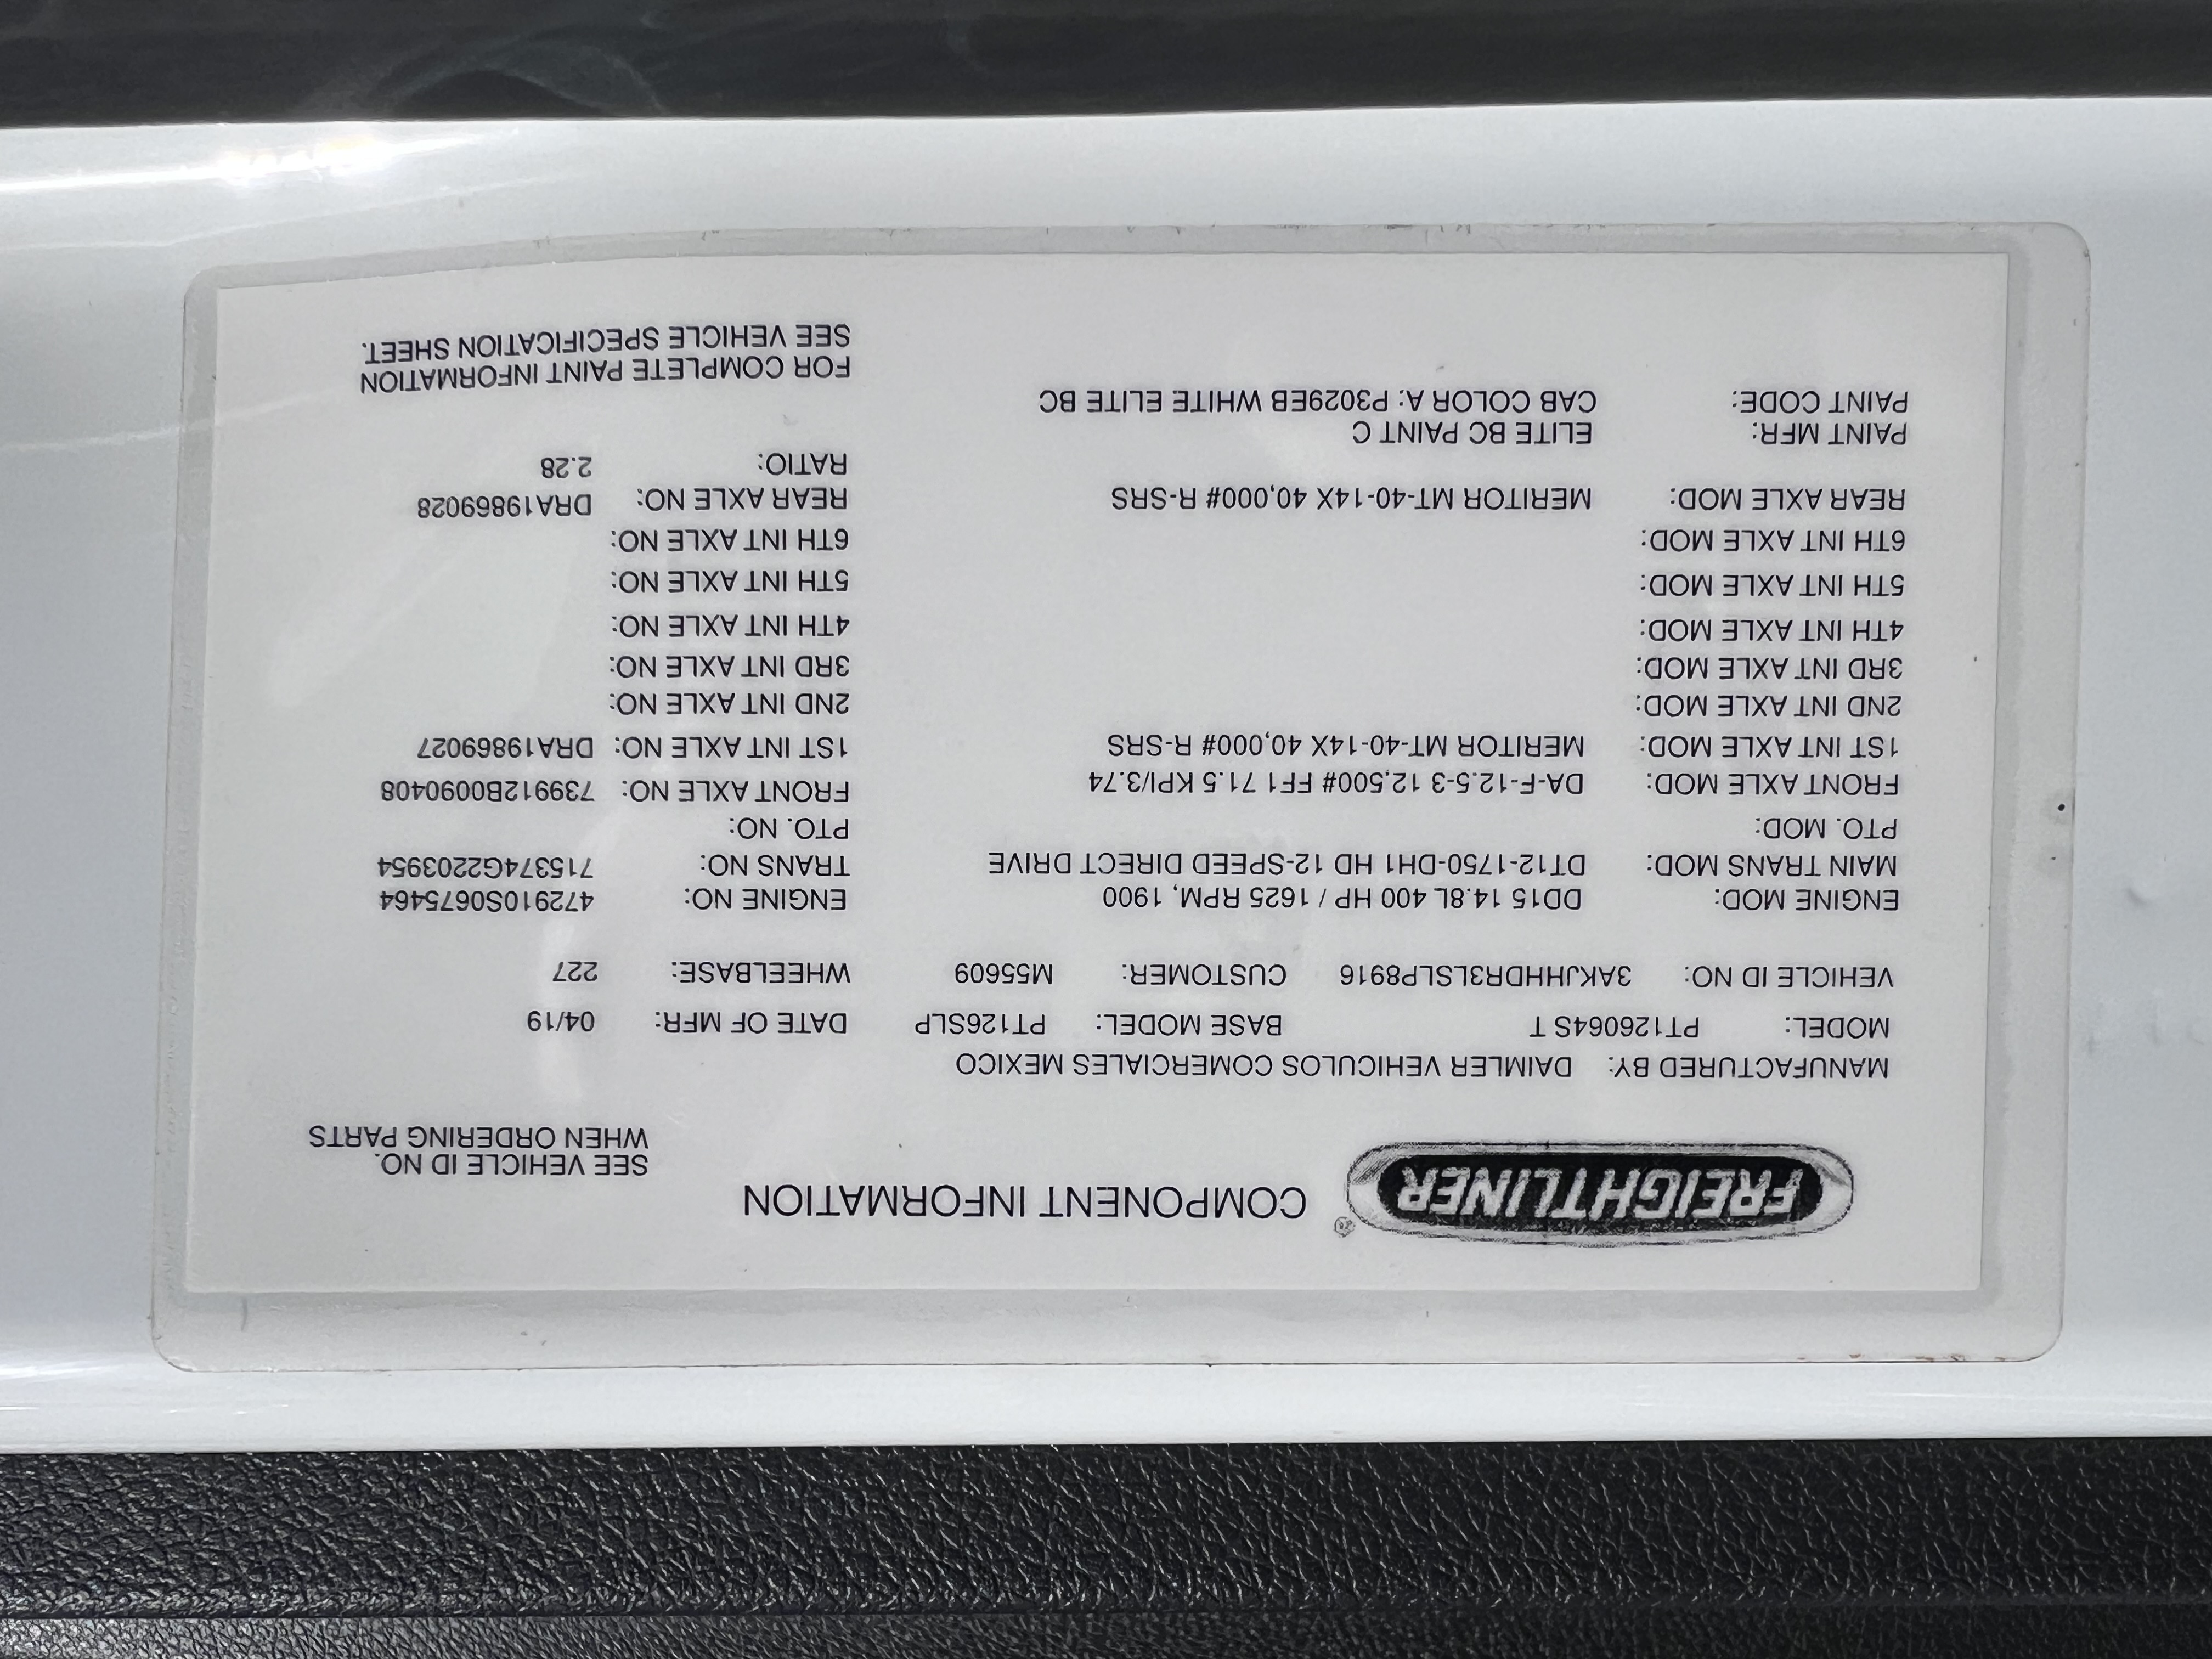 FREIGHTLINER ® COMPONENT INFORMATION
SEE VEHICLE ID NO.
WHEN ORDERING PARTS
MANUFACTURED BY: DAIMLER VEHICULOS COMERCIALES MEXICO
MODEL: PT126064S T BASE MODEL: PT126SLP DATE OF MFR: 04/19
VEHICLE ID NO: 3AKJHHDR3LSLP8916 CUSTOMER: M55609 WHEELBASE: 227
ENGINE MOD: DD15 14.8L 400 HP / 1625 RPM, 1900 ENGINE NO: 472910S0675464
MAIN TRANS MOD: DT12-1750-DH1 HD 12-SPEED DIRECT DRIVE TRANS NO: 715374G2203954
PTO. MOD: PTO. NO:
FRONT AXLE MOD: DA-F-12.5-3 12,500# FF1 71.5 KPI/3.74 FRONT AXLE NO: 739912B0090408
1ST INT AXLE MOD: MERITOR MT-40-14X 40,000# R-SRS 1ST INT AXLE NO: DRA19869027
2ND INT AXLE MOD: 2ND INT AXLE NO:
3RD INT AXLE MOD: 3RD INT AXLE NO:
4TH INT AXLE MOD: 4TH INT AXLE NO:
5TH INT AXLE MOD: 5TH INT AXLE NO:
6TH INT AXLE MOD: 6TH INT AXLE NO:
REAR AXLE MOD: MERITOR MT-40-14X 40,000# R-SRS REAR AXLE NO: DRA19869028
RATIO: 2.28
PAINT MFR: ELITE BC PAINT C
PAINT CODE: CAB COLOR A: P3029EB WHITE ELITE BC
FOR COMPLETE PAINT INFORMATION
SEE VEHICLE SPECIFICATION SHEET.